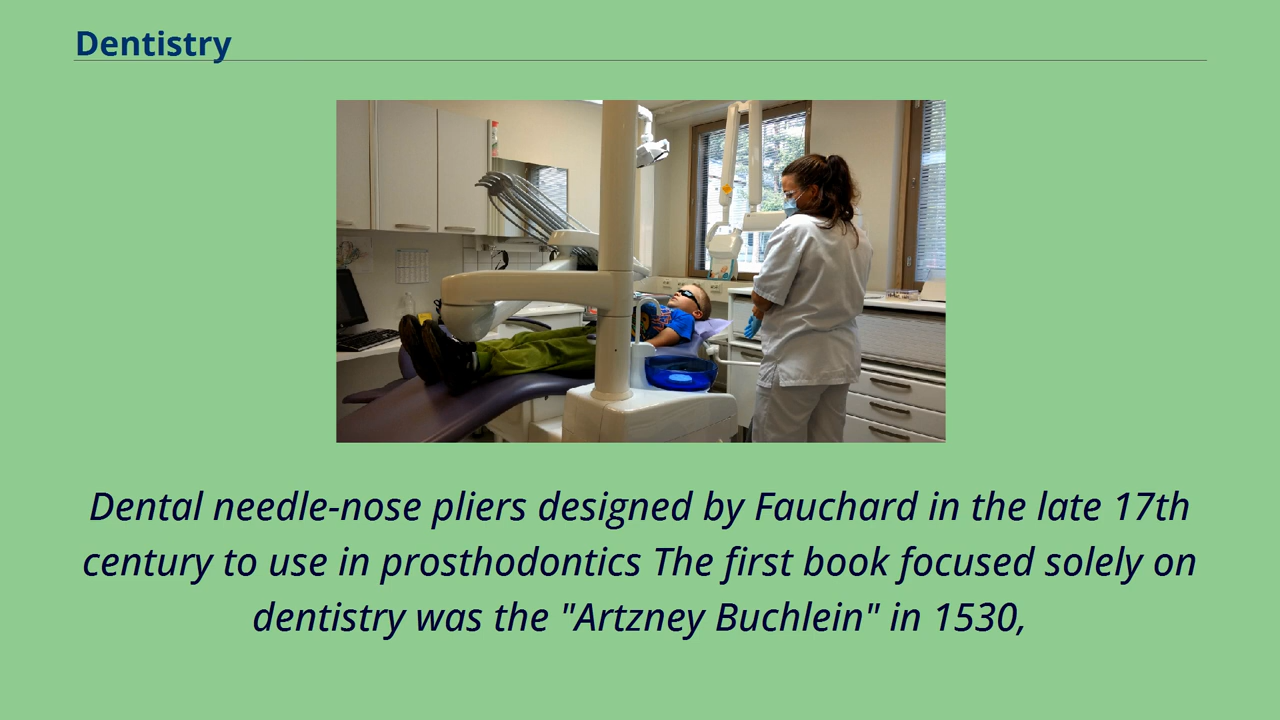 Dentistry
Dental needle-nose pliers designed by Fauchard in the late 17th
century to use in prosthodontics The first book focused solely on
dentistry was the "Artzney Buchlein" in 1530,